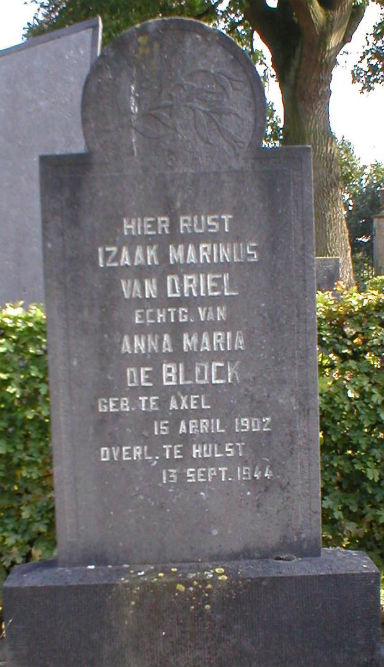 HIER RUST
IZAAK MARINUS
VAN DRIEL
ECHTG. VAN
ANNA MARIA
DE BLOCK
GEB. TE AXEL
15 APRIL 1902
OVERL. TE HULST
13 SEPT. 1944